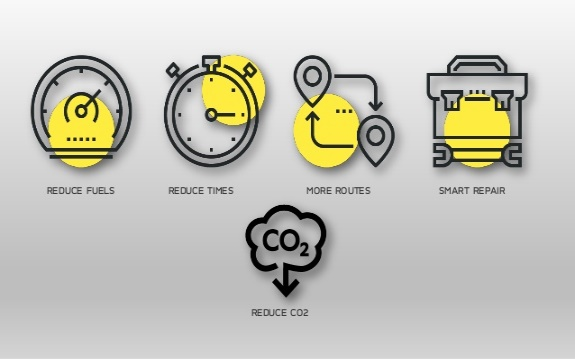 REDUCE FUELS
REDUCE TIMES
MORE ROUTES
SMART REPAIR
CO2
REDUCE CO2